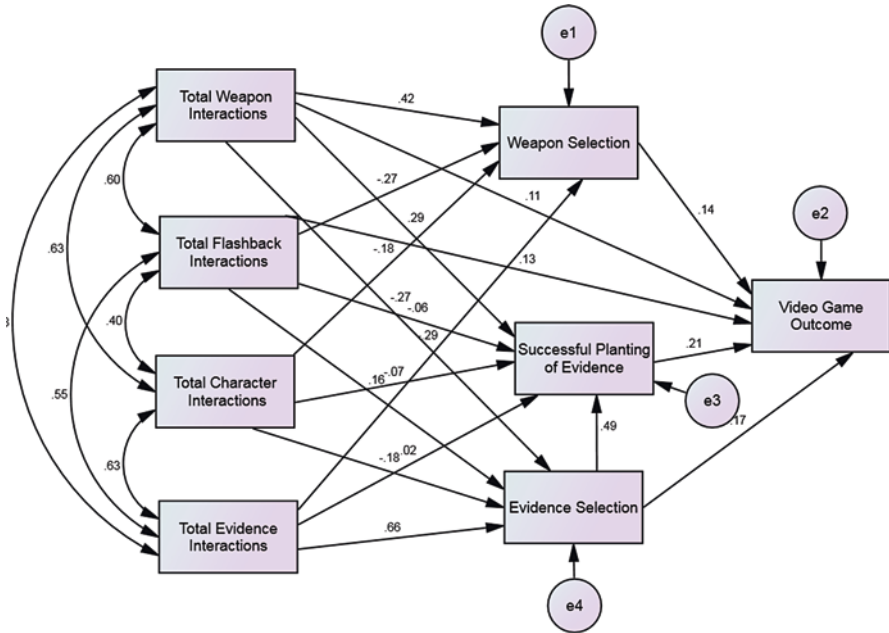 e1
Total Weapon
Interactions
.42
Weapon Selection
.60
-.27
.11
.14
e2
.29
Total Flashback
Interactions
-.18
.13
.63
Video Game
Outcome
-.27
-.06
.40
-.29
Successful Planting
of Evidence
.21
Total Character
Interactions
.16
-.07
e3
.55
.17
.49
.63
-.18
.02
Evidence Selection
Total Evidence
Interactions
.66
e4